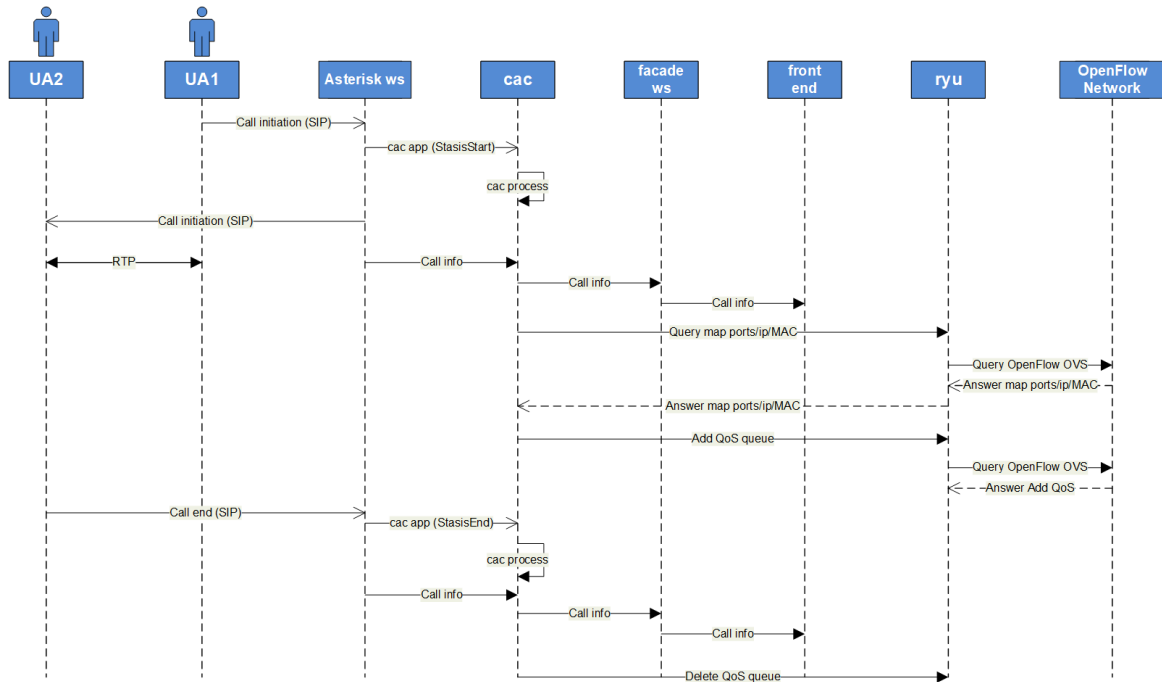 UA2
UA1
Asterisk ws
cac
facade
ws
front
end
ryu
OpenFlow
Network
Call initiation (SIP)
cac app (StasisStart)
cac process
Call initiation (SIP)
RTP
Call info
Call info
Call info
Query map ports/ip/MAC
Query OpenFlow OVS
Answer map ports/ip/MAC
Answer map ports/ip/MAC
Add QoS queue
Query OpenFlow OVS
Answer Add QoS
Call end (SIP)
cac app (StasisEnd)
cac process
Call info
Call info
Call info
Delete QoS queue